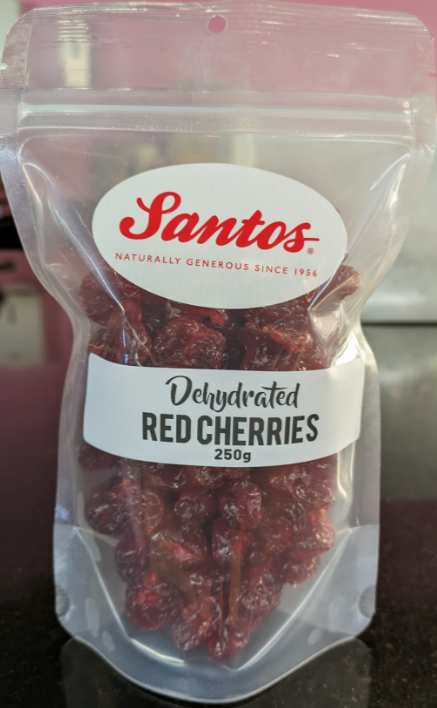 Santos®
NATURALLY GENEROUS SINCE 1956
Dehydrated
RED CHERRIES
250g